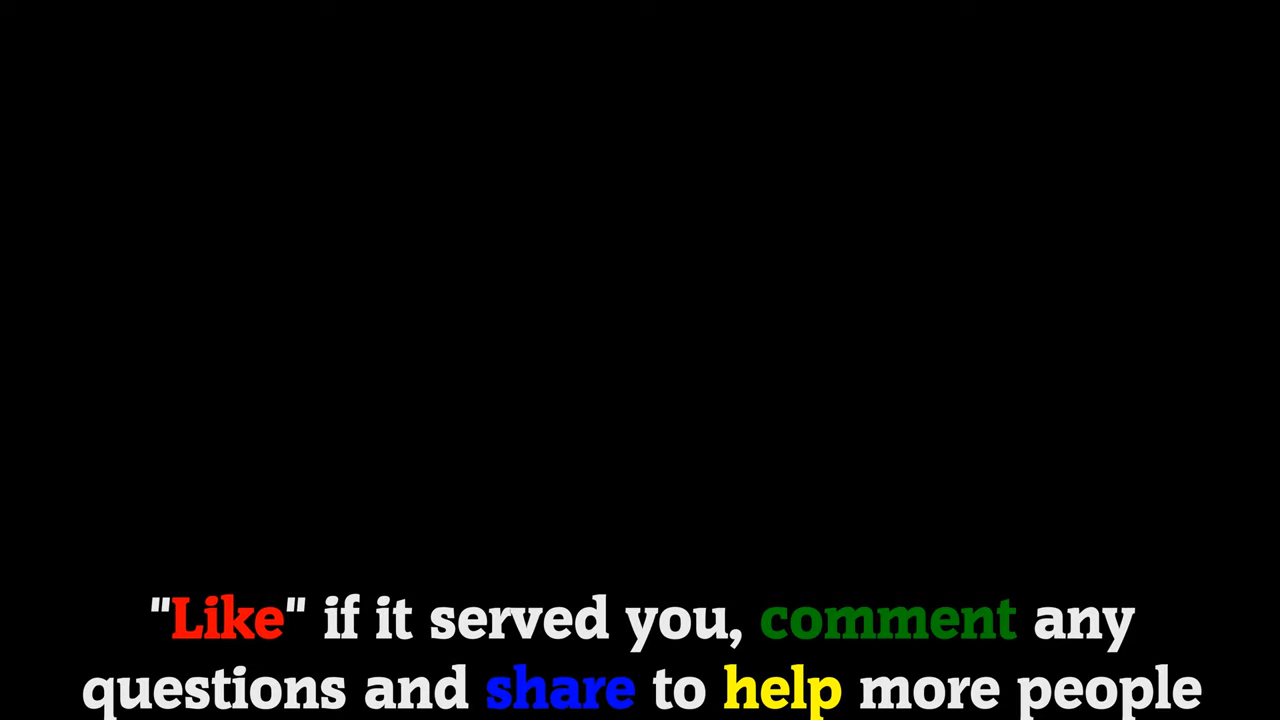 "Like" if it served you, comment any
questions and share to help more people